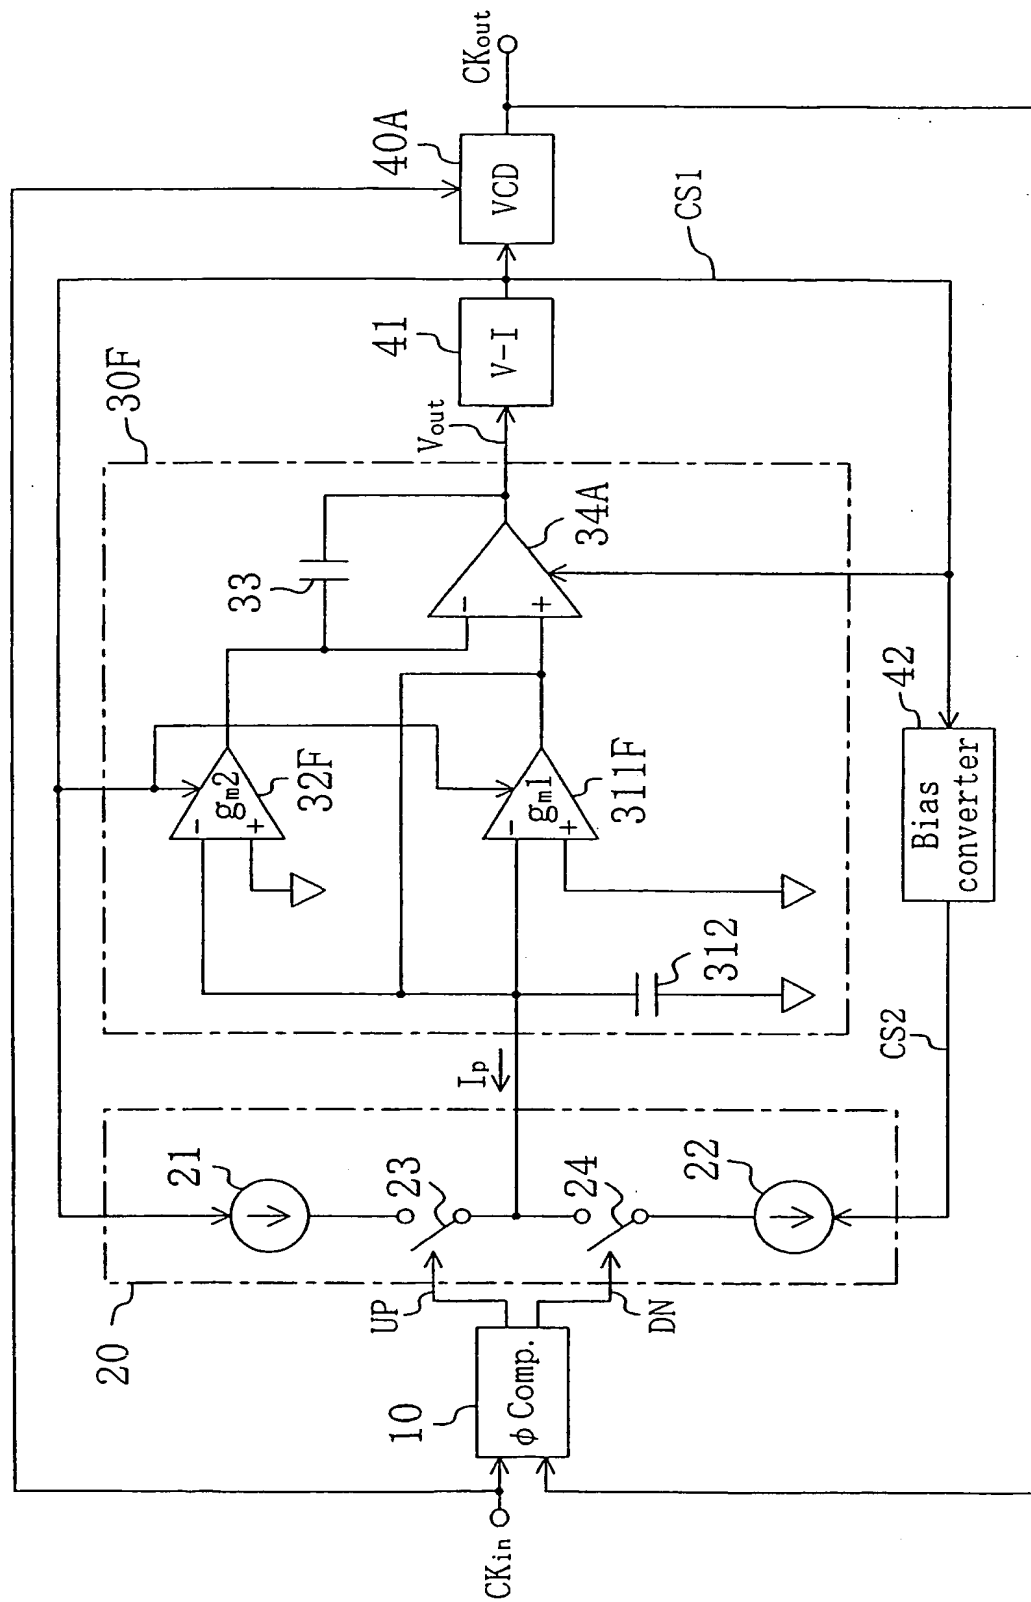 CKin
10
ϕ Comp.
UP
DN
20
21
23
24
22
Ip
CS2
30F
gm2
-
+
32F
gm1
-
+
311F
312
33
-
+
34A
Vout
41
V-I
42
Bias
converter
CS1
40A
VCD
CKout